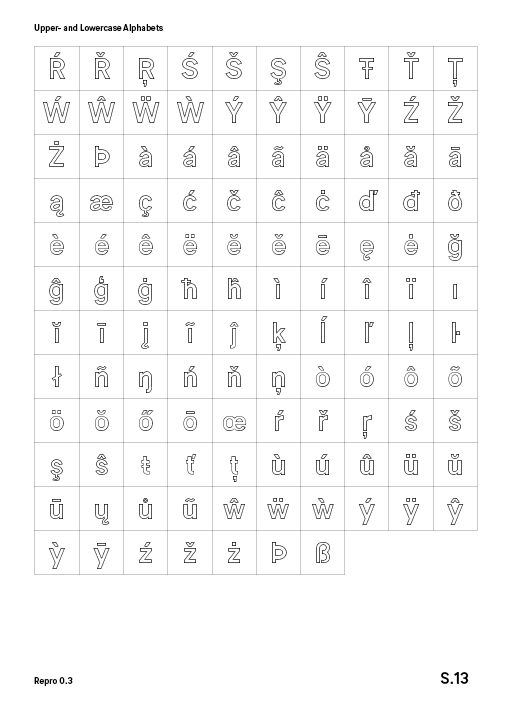 Upper- and Lowercase Alphabets
Ŕ Ř Ŗ Ś Š Ş Ŝ Ŧ Ť Ț
Ẃ Ŵ Ẅ Ẁ Ý Ŷ Ÿ Ȳ Ź Ž
Ż Þ à á â ã ä å ă ā
ą æ ç ć č ĉ ċ ď đ ð
è é ê ë ě ĕ ē ę ė ğ
ĝ ģ ġ ħ ĥ ì í î ï ı
ĭ ī į ĩ ĵ ķ ĺ ľ ļ ŀ
ł ñ ŋ ń ň ņ ò ó ô õ
ö ŏ ő ō œ ŕ ř ŗ ś š
ş ŝ ŧ ť ț ù ú û ü ŭ
ū ų ů ũ ŵ ẅ ẁ ý ÿ ŷ
ỳ ȳ ź ž ż þ ß
Repro 0.3
S.13